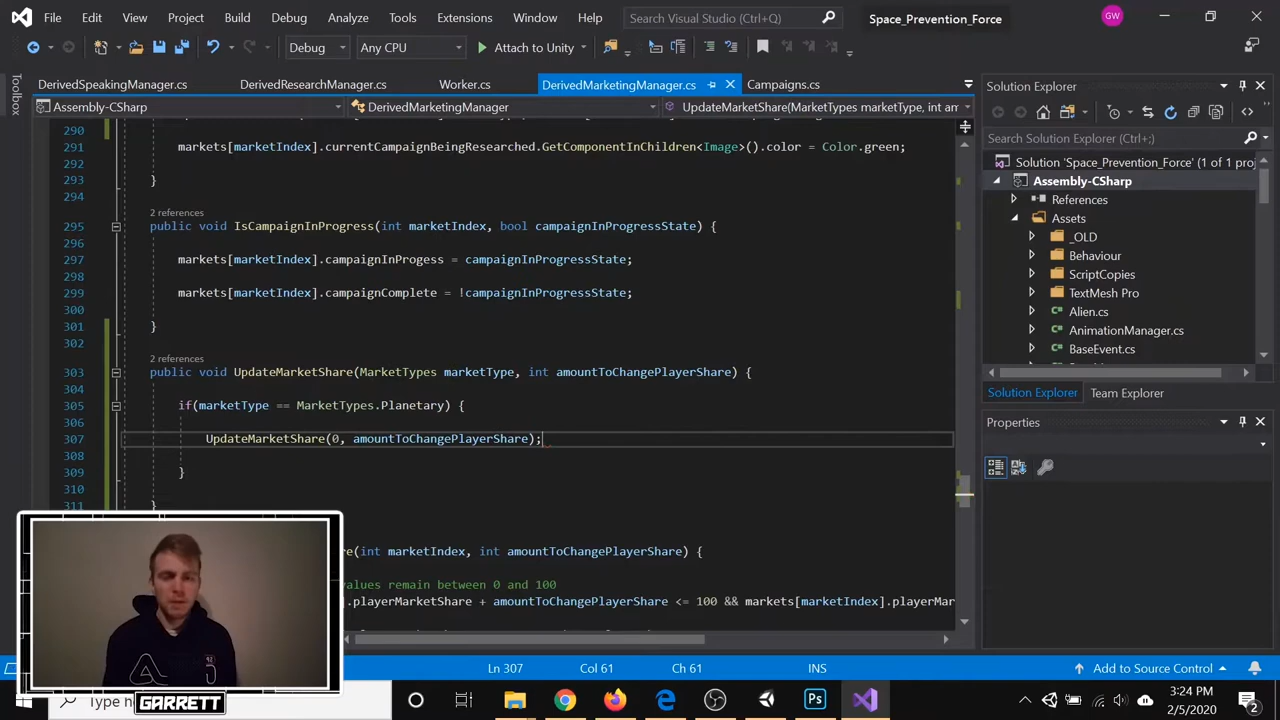 File Edit View Project Build Debug Analyze Tools Extensions Window Help Search Visual Studio (Ctrl+Q) Space_Prevention_Force GW
Debug Any CPU Attach to Unity
DerivedSpeakingManager.cs DerivedResearchManager.cs Worker.cs DerivedMarketingManager.cs Campaigns.cs
Assembly-CSharp DerivedMarketingManager UpdateMarketShare(MarketTypes marketType, int am
Toolbox
290
291 markets[marketIndex].currentCampaignBeingResearched.GetComponentInChildren<Image>().color = Color.green;
292
293 }
294
2 references
295 public void IsCampaignInProgress(int marketIndex, bool campaignInProgressState) {
296
297 markets[marketIndex].campaignInProgess = campaignInProgressState;
298
299 markets[marketIndex].campaignComplete = !campaignInProgressState;
300
301 }
302
2 references
303 public void UpdateMarketShare(MarketTypes marketType, int amountToChangePlayerShare) {
304
305 if(marketType == MarketTypes.Planetary) {
306
307 UpdateMarketShare(0, amountToChangePlayerShare);
308
309 }
310
311 }
re(int marketIndex, int amountToChangePlayerShare) {
values remain between 0 and 100
].playerMarketShare + amountToChangePlayerShare <= 100 && markets[marketIndex].playerMar
Solution Explorer
Search Solution Explorer (Ctrl+;)
Solution 'Space_Prevention_Force' (1 of 1 proj
Assembly-CSharp
References
Assets
_OLD
Behaviour
ScriptCopies
TextMesh Pro
Alien.cs
AnimationManager.cs
BaseEvent.cs
Solution Explorer Team Explorer
Properties
Ln 307 Col 61 Ch 61 INS Add to Source Control
GARRETT
Type he
Ps
3:24 PM
2/5/2020
2